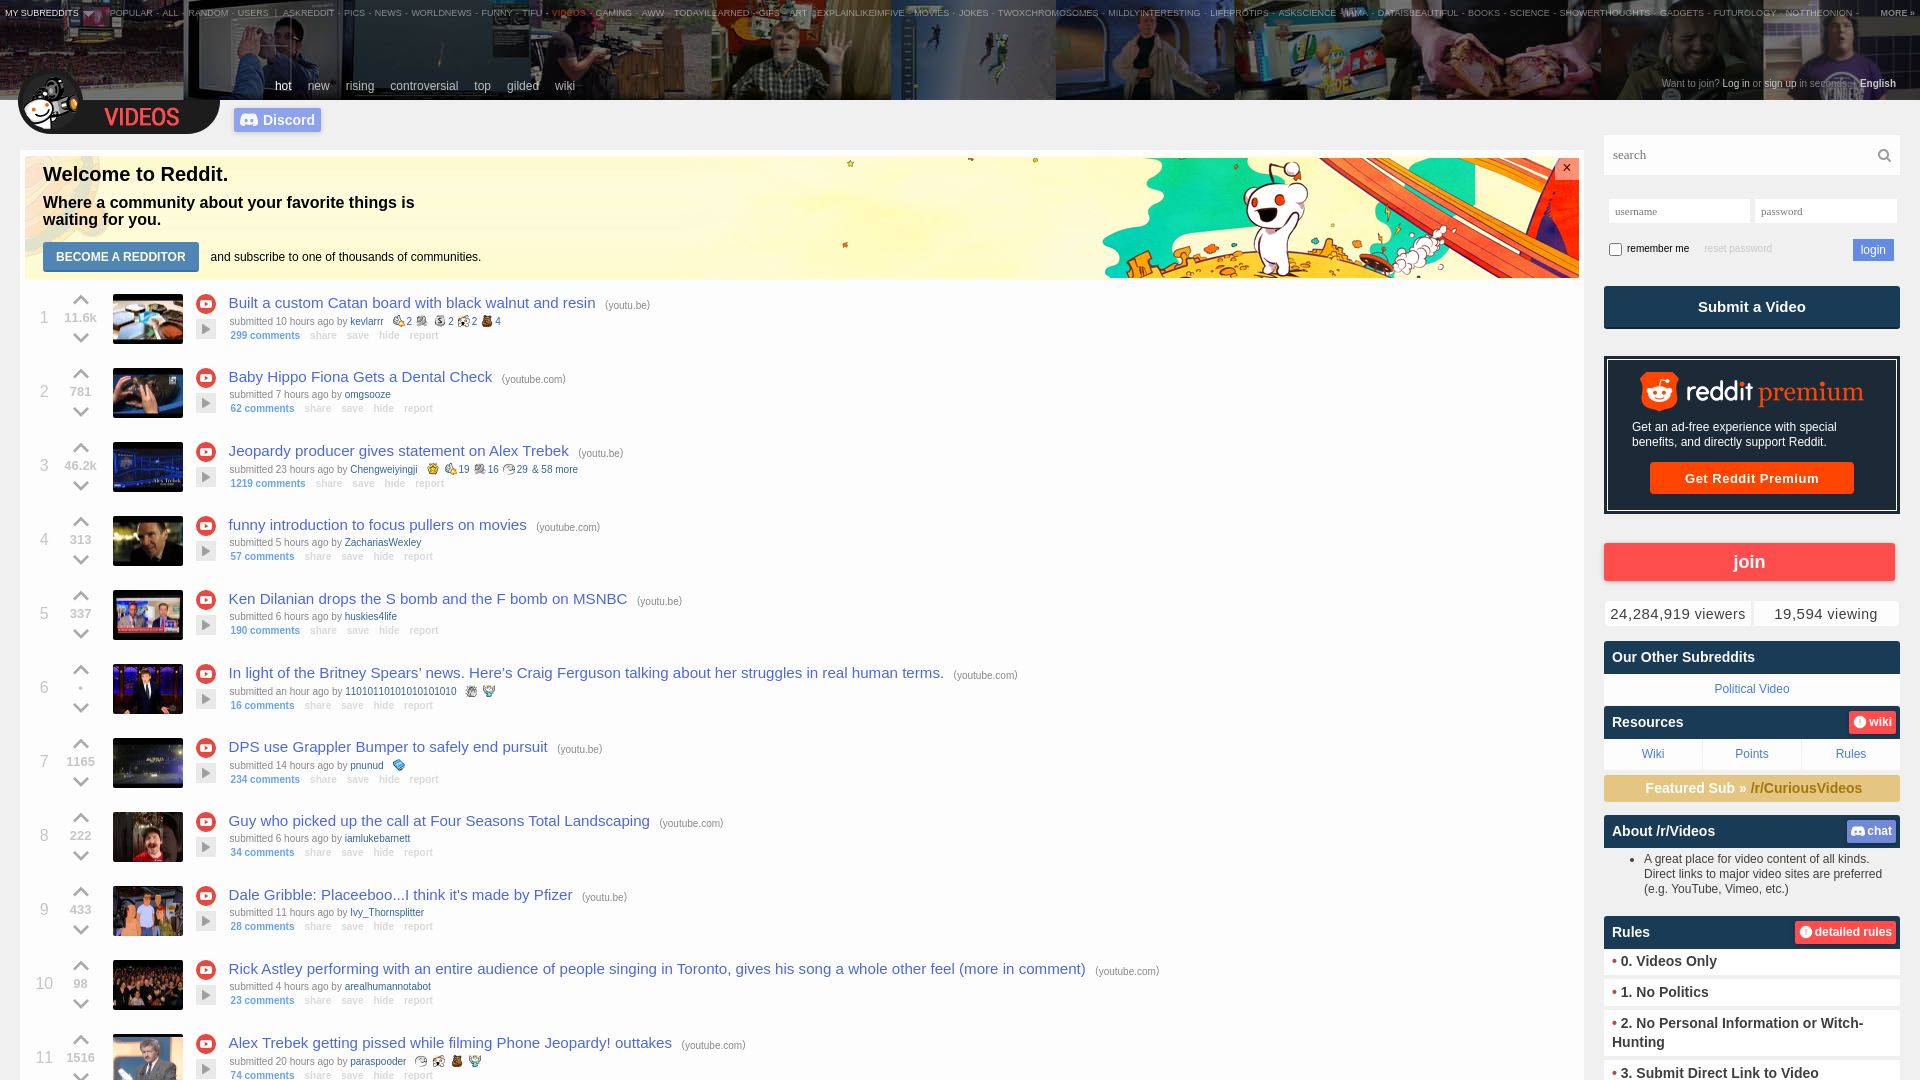 MY SUBREDDITS POPULAR - ALL - RANDOM - USERS | ASKREDDIT - PICS - NEWS - WORLDNEWS - FUNNY - TIFU - VIDEOS - GAMING - AWW - TODAYILEARNED - GIFS - ART - EXPLAINLIKEIMFIVE - MOVIES - JOKES - TWOXCHROMOSOMES - MILDLYINTERESTING - LIFEPROTIPS - ASKSCIENCE - IAMA - DATAISBEAUTIFUL - BOOKS - SCIENCE - SHOWERTHOUGHTS - GADGETS - FUTUROLOGY - NOTTHEONION - MORE »
hot new rising controversial top gilded wiki
Want to join? Log in or sign up in seconds. | English
VIDEOS
Discord
Welcome to Reddit.
Where a community about your favorite things is
waiting for you.
BECOME A REDDITOR and subscribe to one of thousands of communities.
×
1 11.6k Built a custom Catan board with black walnut and resin (youtu.be)
submitted 10 hours ago by kevlarrr 2 2 2 4
299 comments share save hide report
2 781 Baby Hippo Fiona Gets a Dental Check (youtube.com)
submitted 7 hours ago by omgsooze
62 comments share save hide report
3 46.2k Jeopardy producer gives statement on Alex Trebek (youtu.be)
submitted 23 hours ago by Chengweiyingji 19 16 29 & 58 more
1219 comments share save hide report
4 313 funny introduction to focus pullers on movies (youtube.com)
submitted 5 hours ago by ZachariasWexley
57 comments share save hide report
5 337 Ken Dilanian drops the S bomb and the F bomb on MSNBC (youtu.be)
submitted 6 hours ago by huskies4life
190 comments share save hide report
6 • In light of the Britney Spears’ news. Here’s Craig Ferguson talking about her struggles in real human terms. (youtube.com)
submitted an hour ago by 11010110101010101010
16 comments share save hide report
7 1165 DPS use Grappler Bumper to safely end pursuit (youtu.be)
submitted 14 hours ago by pnunud
234 comments share save hide report
8 222 Guy who picked up the call at Four Seasons Total Landscaping (youtube.com)
submitted 6 hours ago by iamlukebarnett
34 comments share save hide report
9 433 Dale Gribble: Placeeboo...I think it's made by Pfizer (youtu.be)
submitted 11 hours ago by Ivy_Thornsplitter
28 comments share save hide report
10 98 Rick Astley performing with an entire audience of people singing in Toronto, gives his song a whole other feel (more in comment) (youtube.com)
submitted 4 hours ago by arealhumannotabot
23 comments share save hide report
11 1516 Alex Trebek getting pissed while filming Phone Jeopardy! outtakes (youtube.com)
submitted 20 hours ago by paraspooder
74 comments share save hide report
search
username password
remember me reset password login
Submit a Video
reddit premium
Get an ad-free experience with special
benefits, and directly support Reddit.
Get Reddit Premium
join
24,284,919 viewers 19,594 viewing
Our Other Subreddits
Political Video
Resources wiki
Wiki Points Rules
Featured Sub » /r/CuriousVideos
About /r/Videos chat
• A great place for video content of all kinds.
Direct links to major video sites are preferred
(e.g. YouTube, Vimeo, etc.)
Rules detailed rules
• 0. Videos Only
• 1. No Politics
• 2. No Personal Information or Witch-
Hunting
• 3. Submit Direct Link to Video